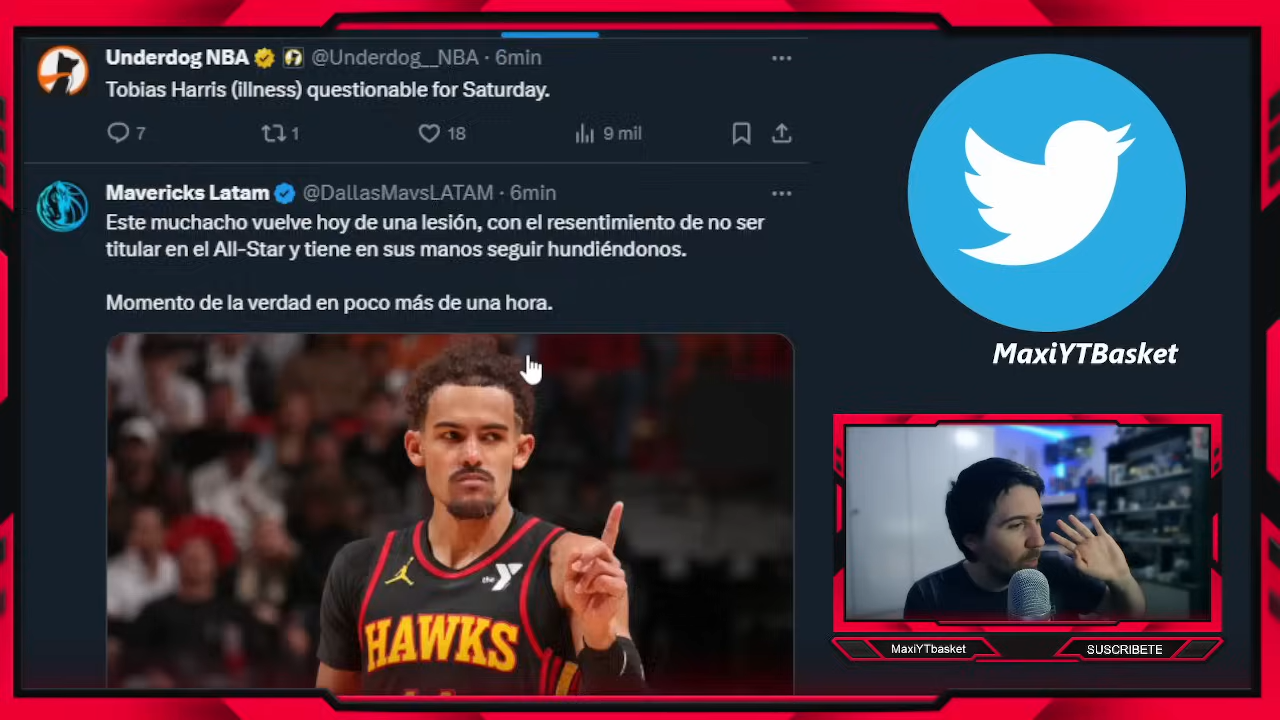 Underdog NBA @Underdog__NBA · 6min
Tobias Harris (illness) questionable for Saturday.
7 1 18 9 mil
Mavericks Latam @DallasMavsLATAM · 6min
Este muchacho vuelve hoy de una lesión, con el resentimiento de no ser
titular en el All-Star y tiene en sus manos seguir hundiéndonos.
Momento de la verdad en poco más de una hora.
the Y
HAWKS
MaxiYTBasket
MaxiYTbasket
SUSCRIBETE